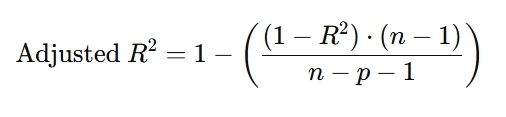 Adjusted R² = 1 − ( (1 − R²) · (n − 1) / n − p − 1 )